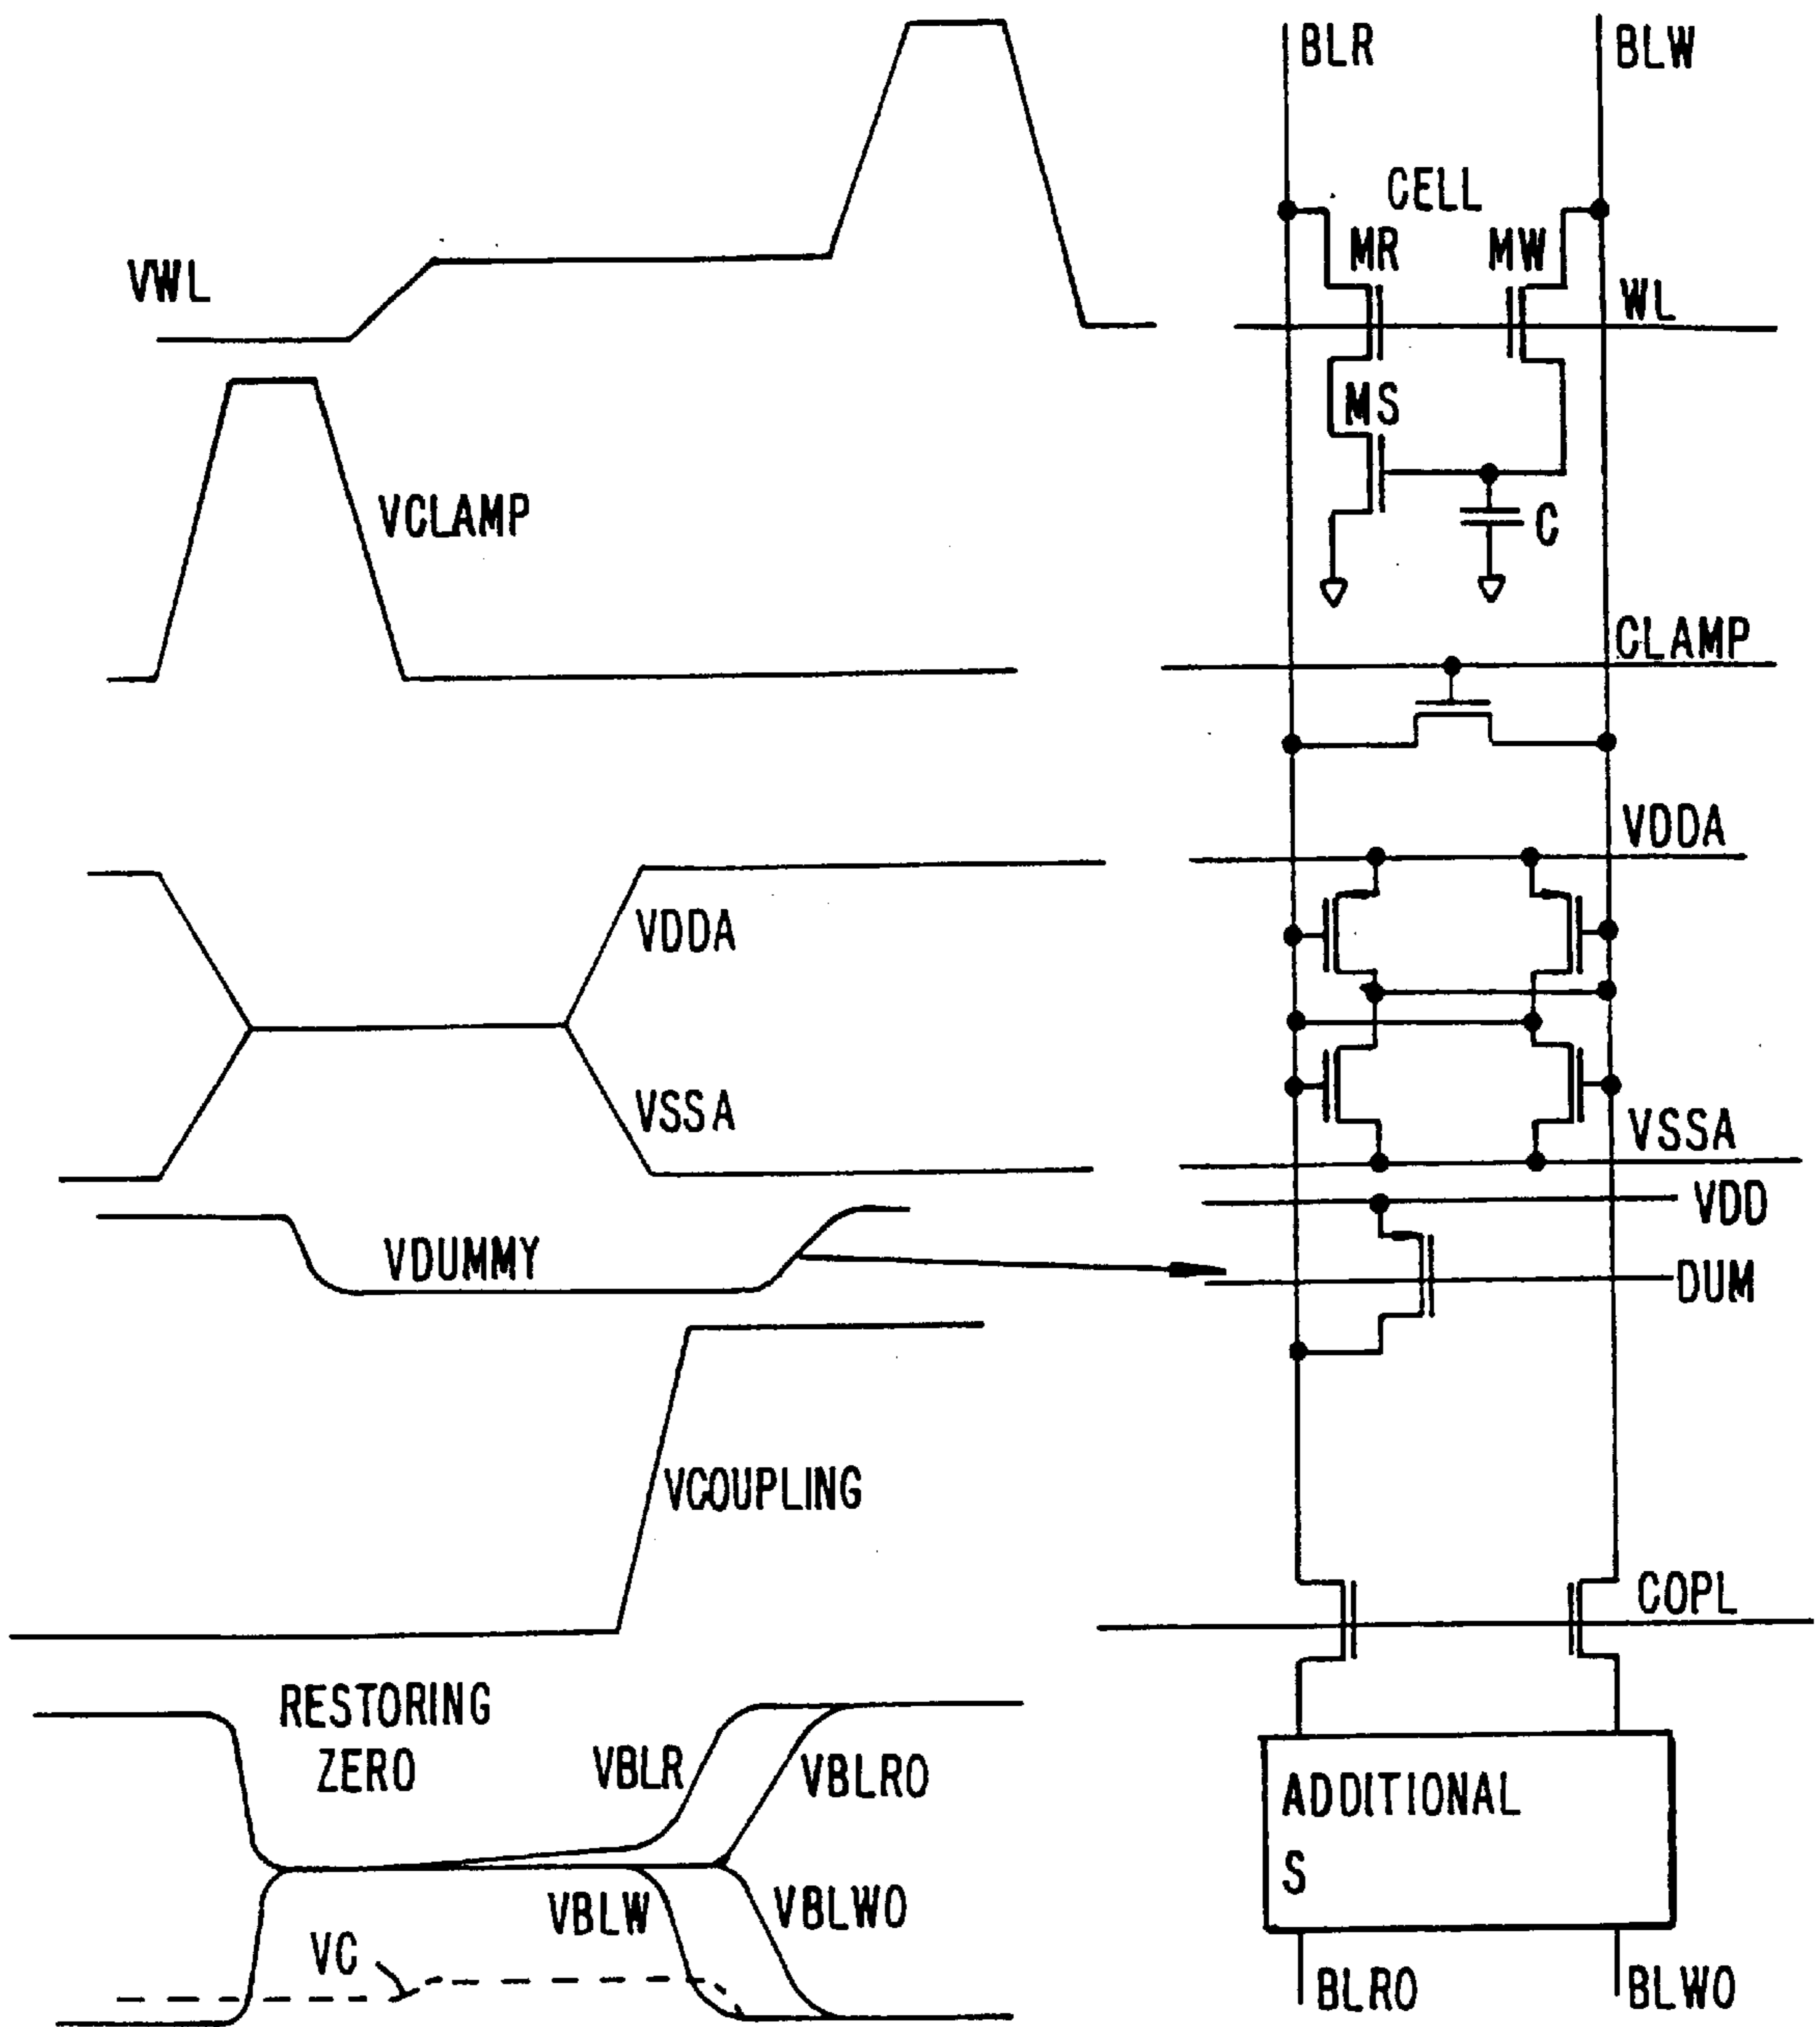 BLR
BLW
CELL
MR
MW
VWL
WL
MS
VCLAMP
C
CLAMP
VDDA
VDDA
VSSA
VSSA
VDD
VDUMMY
DUM
VCOUPLING
COPL
RESTORING
ZERO
VBLR
VBLRO
ADDITIONAL
S
VBLW
VBLWO
VC
BLRO
BLWO